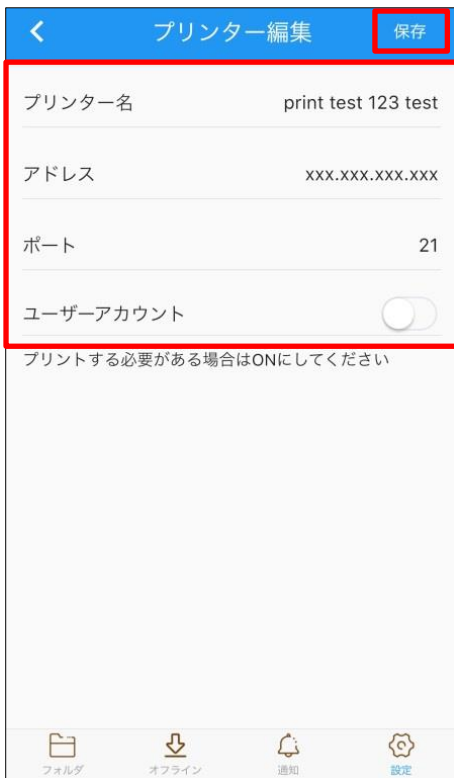 プリンター編集
保存
プリンター名 print test 123 test
アドレス xxx.xxx.xxx.xxx
ポート 21
ユーザーアカウント
プリントする必要がある場合はONにしてください
フォルダ オフライン 通知 設定